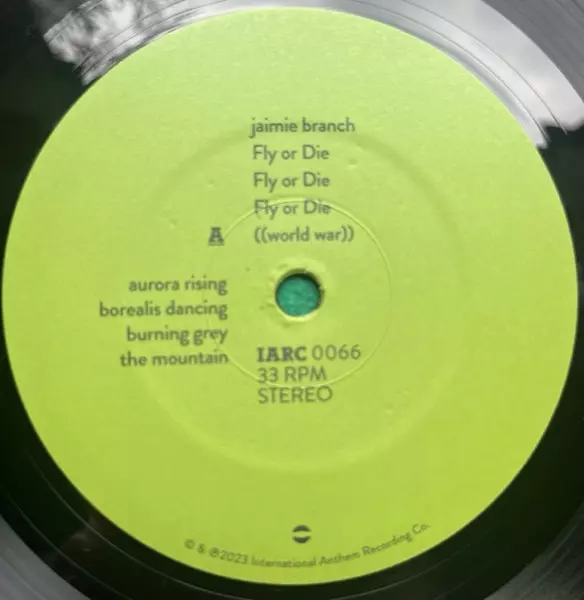 jaimie branch
Fly or Die
Fly or Die
Fly or Die
A ((world war))
aurora rising
borealis dancing
burning grey
the mountain
IARC 0066
33 RPM
STEREO
© & ℗2023 International Anthem Recording Co.